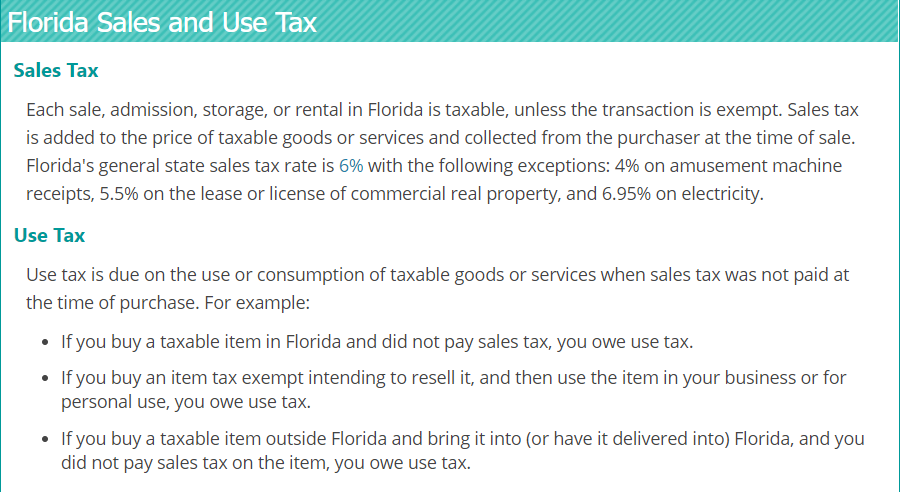 Florida Sales and Use Tax
Sales Tax
Each sale, admission, storage, or rental in Florida is taxable, unless the transaction is exempt. Sales tax
is added to the price of taxable goods or services and collected from the purchaser at the time of sale.
Florida's general state sales tax rate is 6% with the following exceptions: 4% on amusement machine
receipts, 5.5% on the lease or license of commercial real property, and 6.95% on electricity.
Use Tax
Use tax is due on the use or consumption of taxable goods or services when sales tax was not paid at
the time of purchase. For example:
• If you buy a taxable item in Florida and did not pay sales tax, you owe use tax.
• If you buy an item tax exempt intending to resell it, and then use the item in your business or for
personal use, you owe use tax.
• If you buy a taxable item outside Florida and bring it into (or have it delivered into) Florida, and you
did not pay sales tax on the item, you owe use tax.